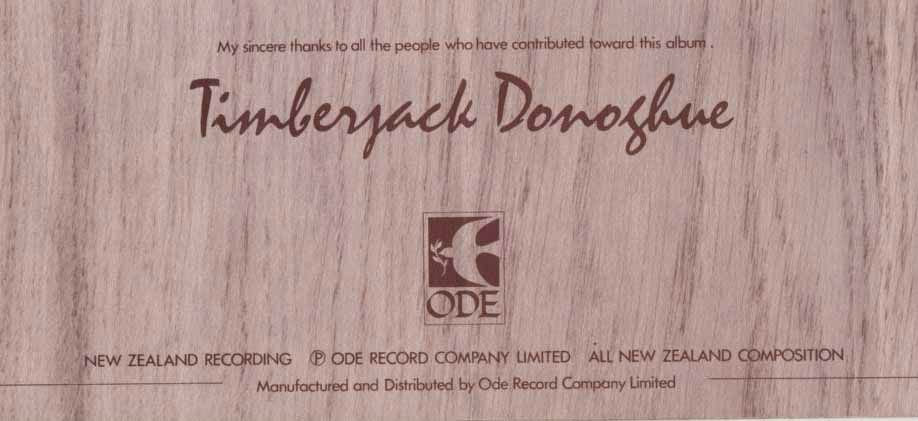 My sincere thanks to all the people who have contributed toward this album .
Timberjack Donoghue
ODE
NEW ZEALAND RECORDING Ⓟ ODE RECORD COMPANY LIMITED ALL NEW ZEALAND COMPOSITION
Manufactured and Distributed by Ode Record Company Limited